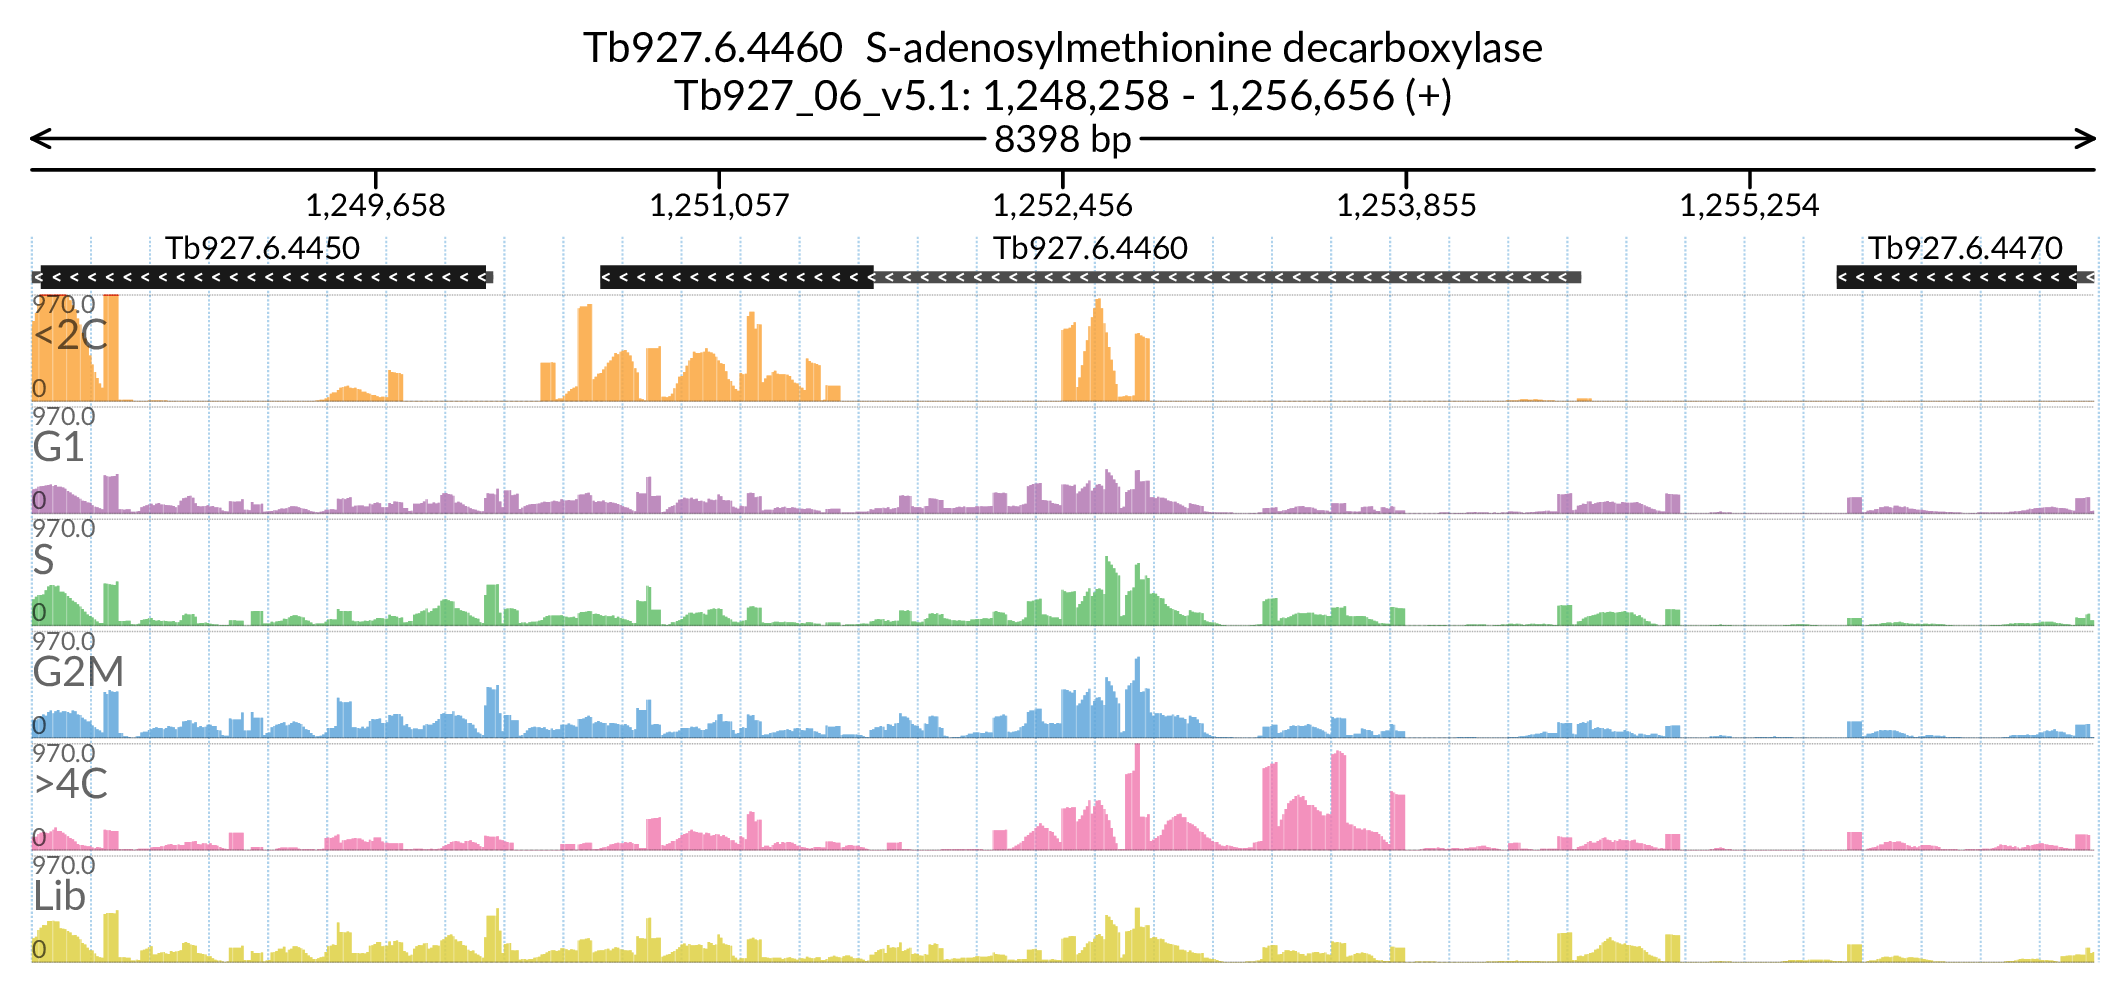 Tb927.6.4460 S-adenosylmethionine decarboxylase
Tb927_06_v5.1: 1,248,258 - 1,256,656 (+)
8398 bp
1,249,658 1,251,057 1,252,456 1,253,855 1,255,254
Tb927.6.4450 Tb927.6.4460 Tb927.6.4470
970.0
<2C
0
970.0
G1
0
970.0
S
0
970.0
G2M
0
970.0
>4C
0
970.0
Lib
0